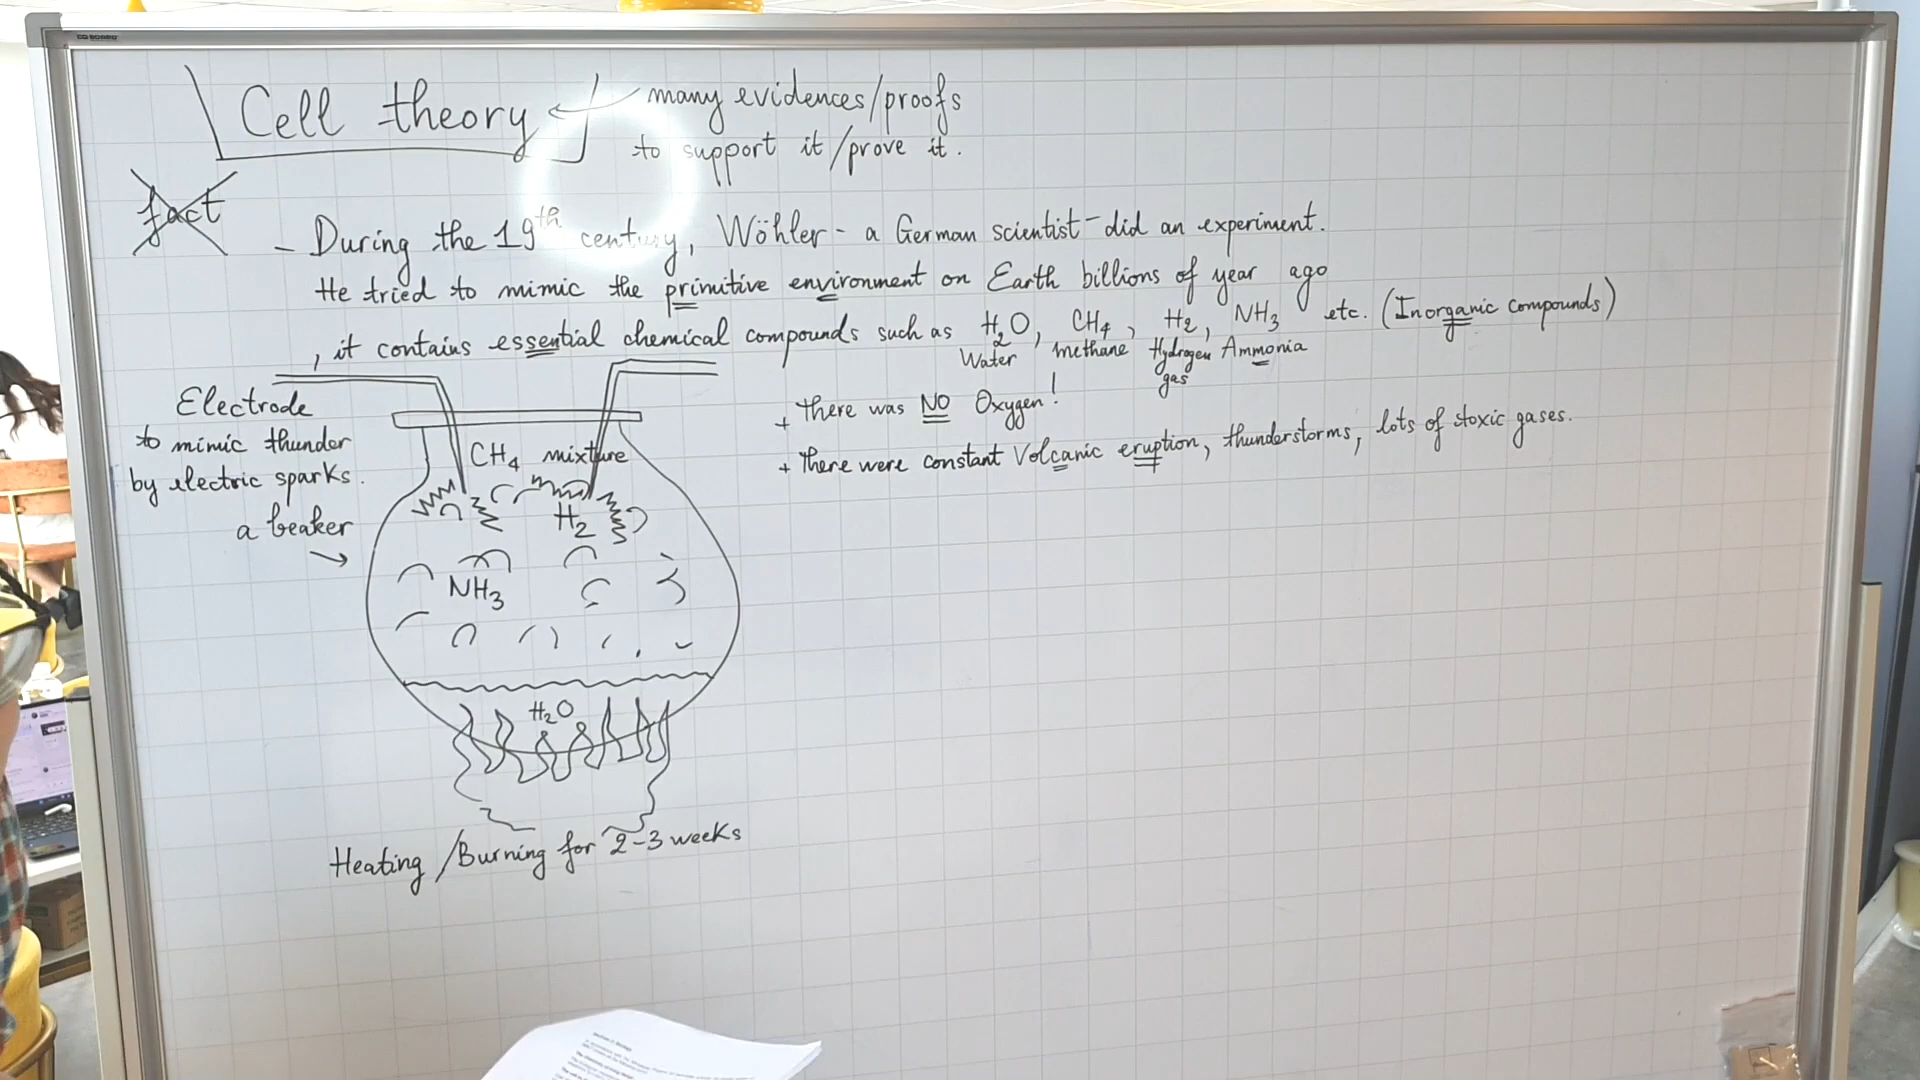 Cell theory
many evidences/proofs
to support it/prove it.
fact
- During the 19th century, Wöhler - a German scientist - did an experiment.
He tried to mimic the primitive environment on Earth billions of year ago
, it contains essential chemical compounds such as H2O, CH4, H2, NH3 etc. (Inorganic compounds)
Water methane Hydrogen gas Ammonia
+ there was NO Oxygen!
+ There were constant Volcanic eruption, thunderstorms, lots of toxic gases.
Electrode
to mimic thunder
by electric sparks.
a beaker
CH4 mixture
H2
NH3
H2O
Heating/Burning for 2-3 weeks